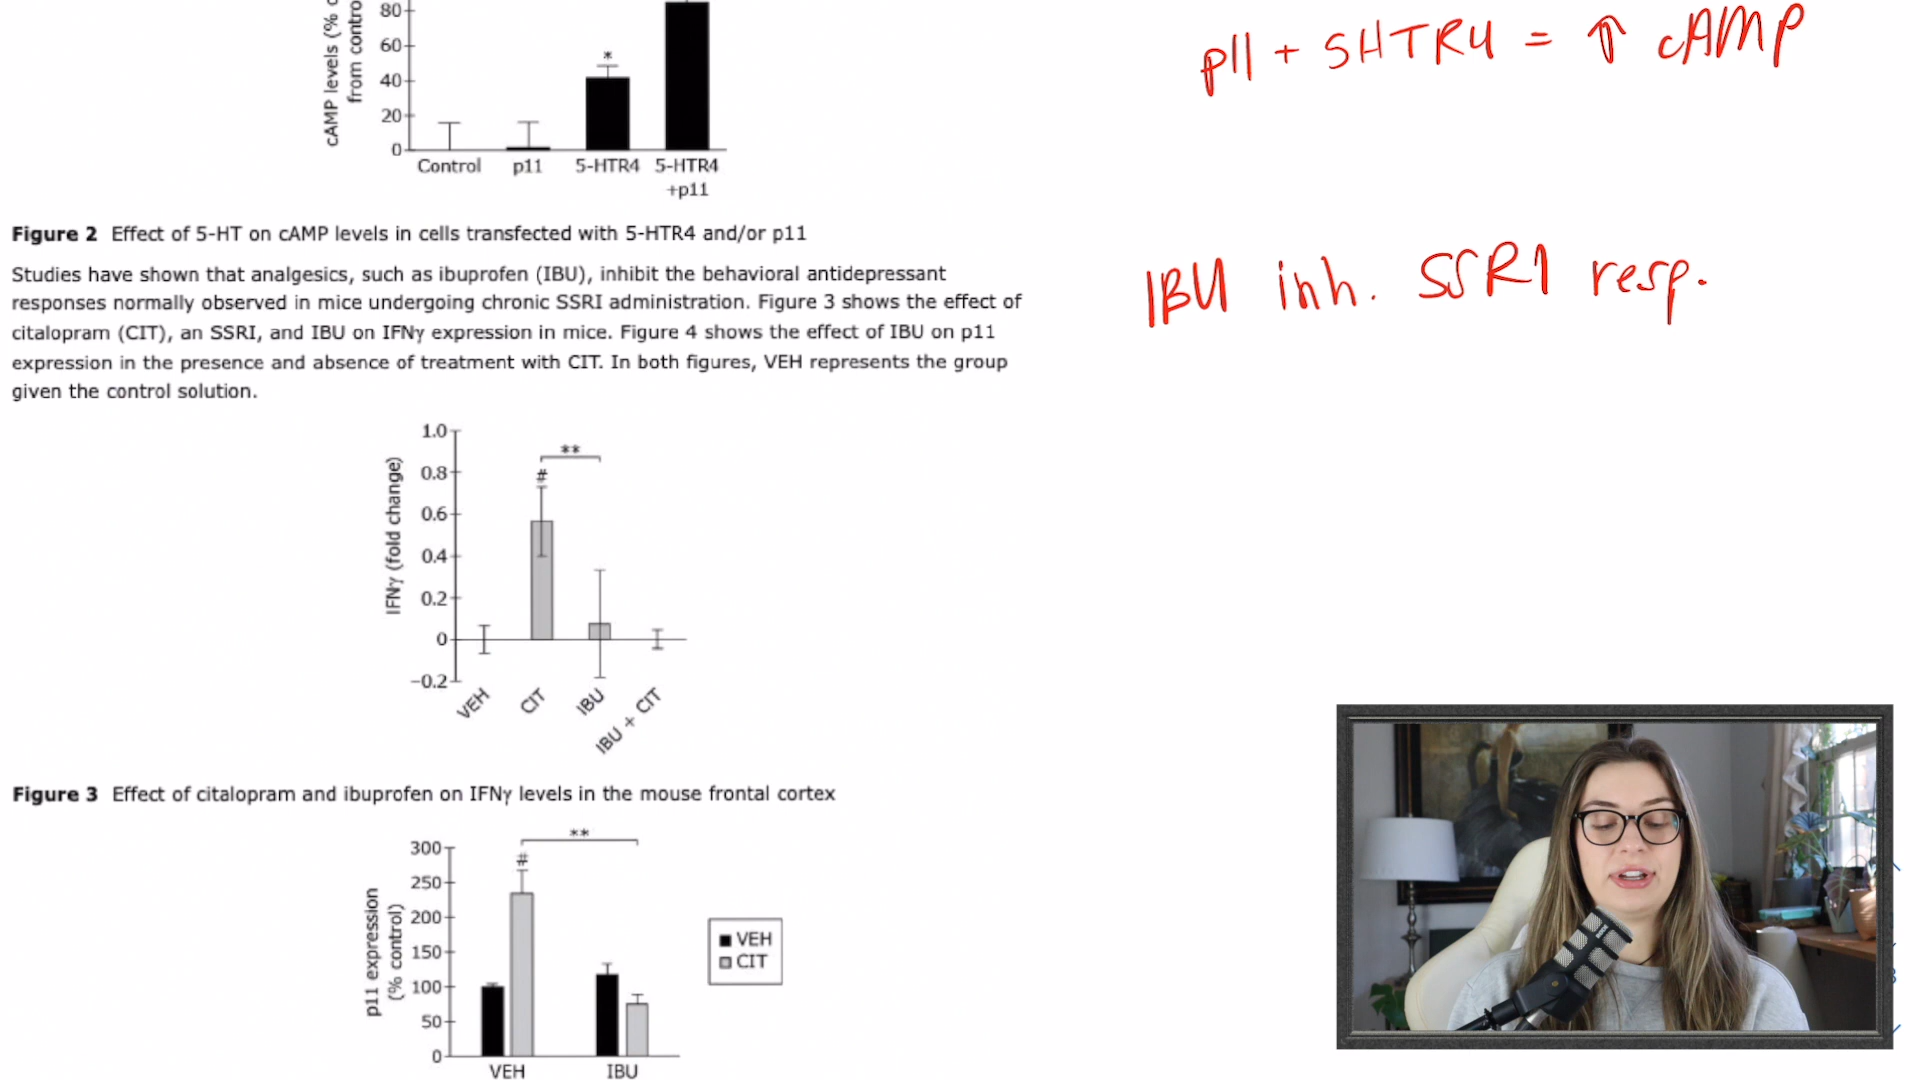 cAMP levels (%
from contro
80
60
40
20
0
*
Control p11 5-HTR4 5-HTR4
+p11
p11 + 5HTR4 = ↑ cAMP
Figure 2 Effect of 5-HT on cAMP levels in cells transfected with 5-HTR4 and/or p11
Studies have shown that analgesics, such as ibuprofen (IBU), inhibit the behavioral antidepressant
responses normally observed in mice undergoing chronic SSRI administration. Figure 3 shows the effect of
citalopram (CIT), an SSRI, and IBU on IFNγ expression in mice. Figure 4 shows the effect of IBU on p11
expression in the presence and absence of treatment with CIT. In both figures, VEH represents the group
given the control solution.
IBU inh. SSRI resp.
IFNγ (fold change)
1.0
0.8
0.6
0.4
0.2
0
−0.2
**
#
VEH CIT IBU IBU + CIT
Figure 3 Effect of citalopram and ibuprofen on IFNγ levels in the mouse frontal cortex
p11 expression
(% control)
300
250
200
150
100
50
0
**
#
VEH
CIT
VEH IBU